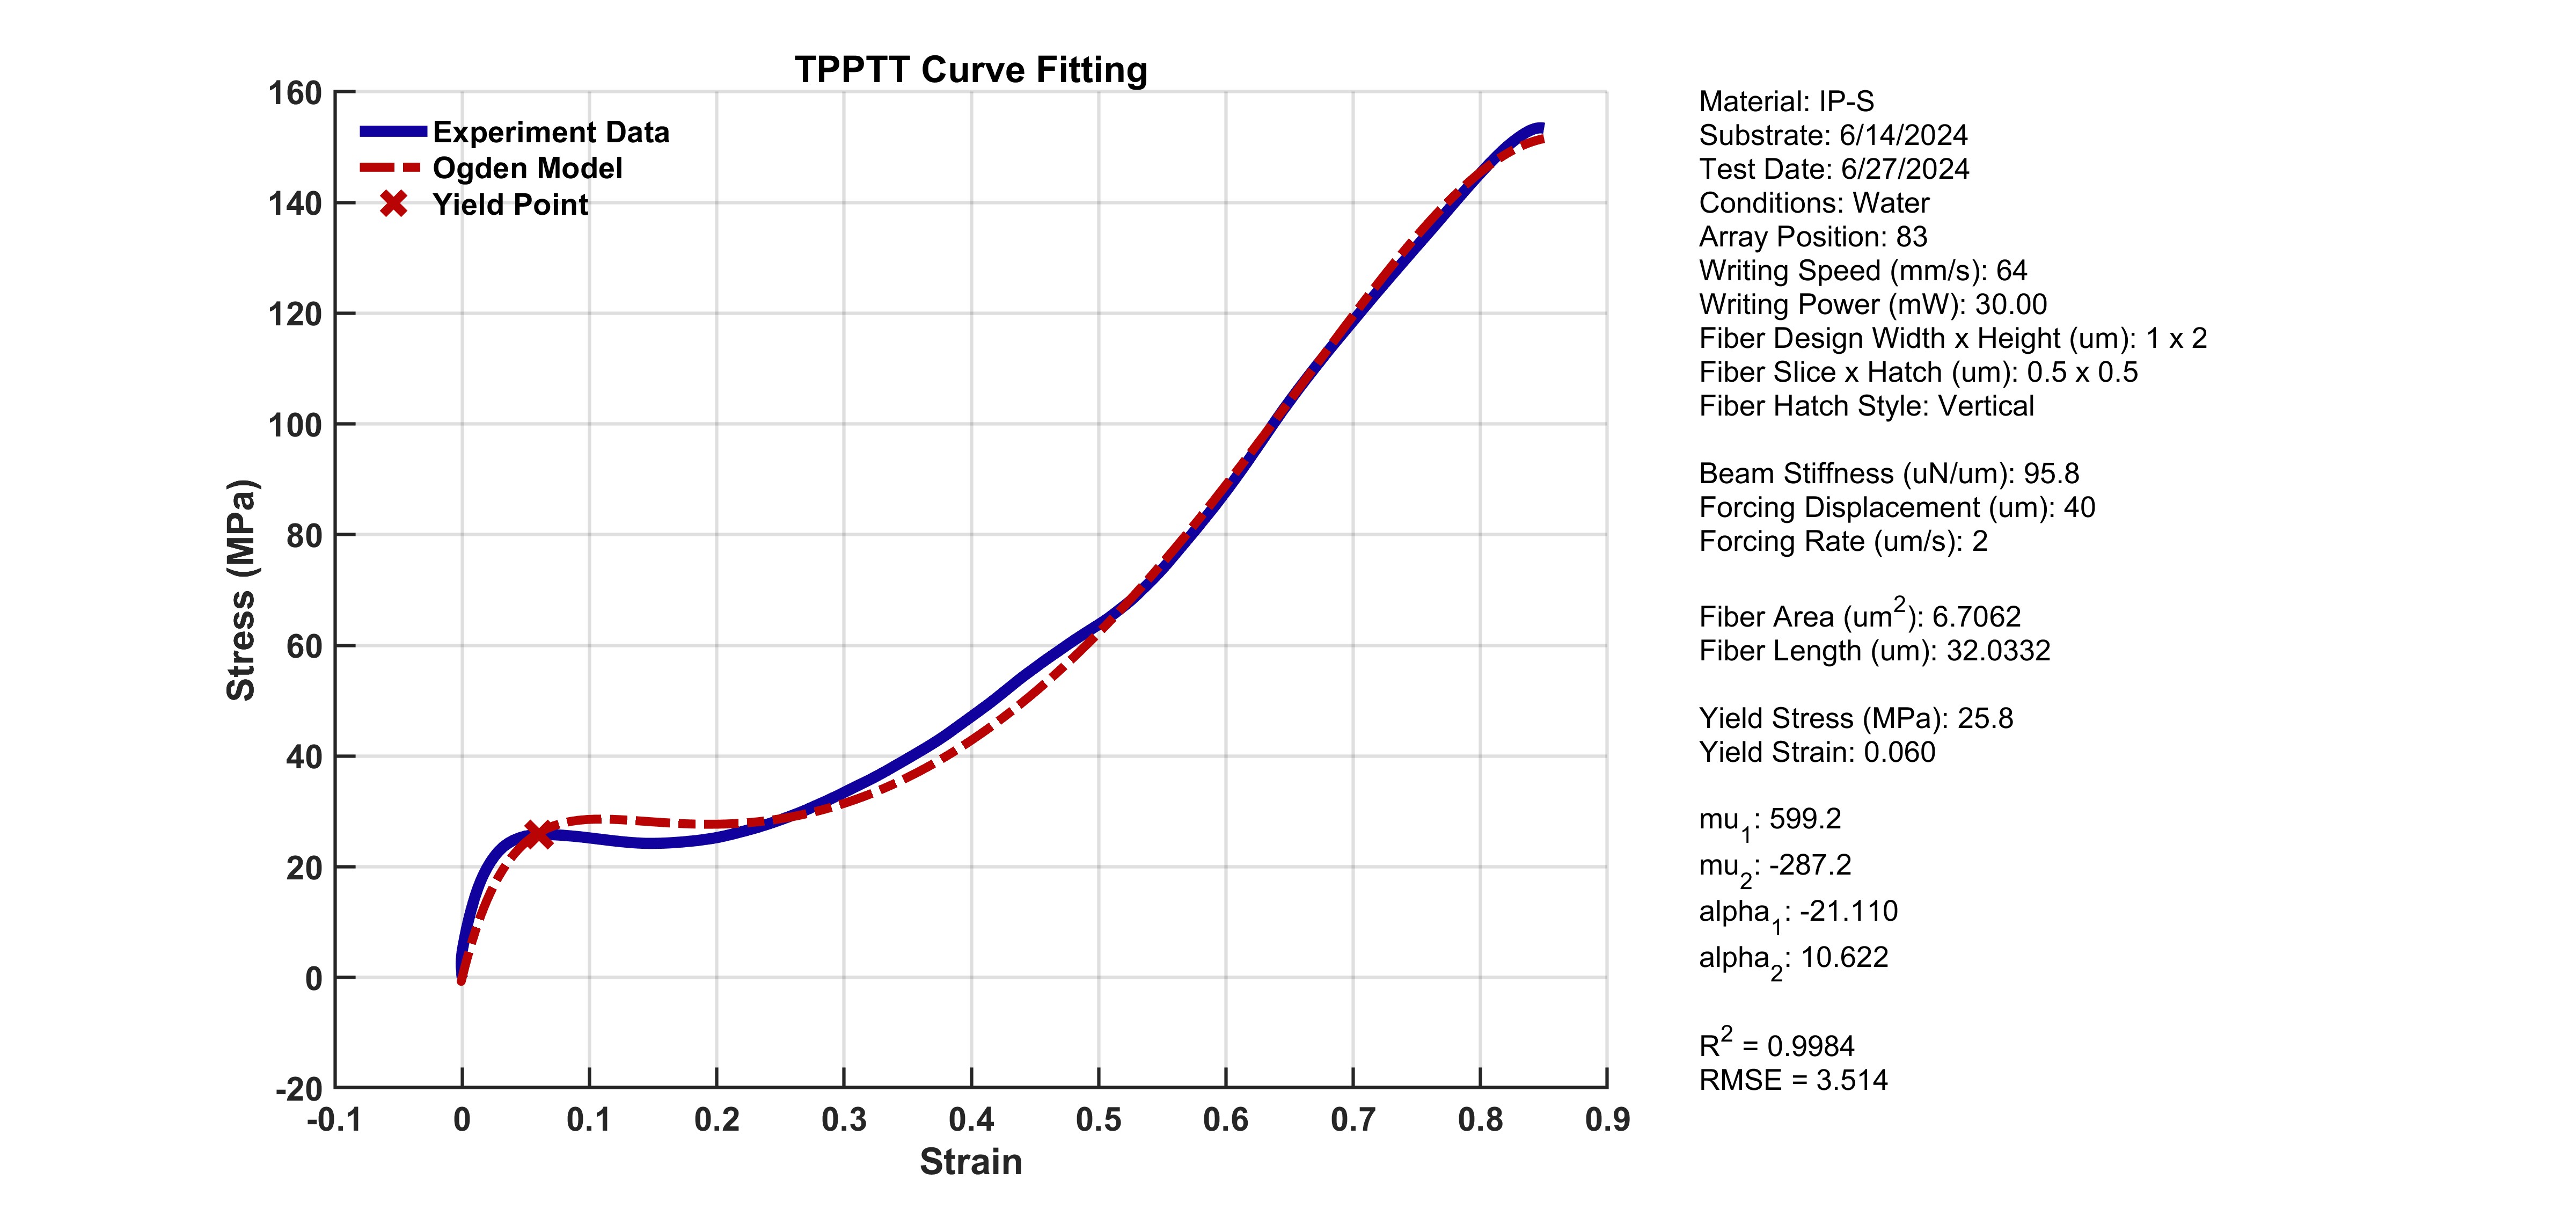 TPPTT Curve Fitting
160
140
120
100
80
60
40
20
0
-20
Stress (MPa)
-0.1 0 0.1 0.2 0.3 0.4 0.5 0.6 0.7 0.8 0.9
Strain
Experiment Data
Ogden Model
Yield Point
Material: IP-S
Substrate: 6/14/2024
Test Date: 6/27/2024
Conditions: Water
Array Position: 83
Writing Speed (mm/s): 64
Writing Power (mW): 30.00
Fiber Design Width x Height (um): 1 x 2
Fiber Slice x Hatch (um): 0.5 x 0.5
Fiber Hatch Style: Vertical
Beam Stiffness (uN/um): 95.8
Forcing Displacement (um): 40
Forcing Rate (um/s): 2
Fiber Area (um²): 6.7062
Fiber Length (um): 32.0332
Yield Stress (MPa): 25.8
Yield Strain: 0.060
mu₁: 599.2
mu₂: -287.2
alpha₁: -21.110
alpha₂: 10.622
R² = 0.9984
RMSE = 3.514